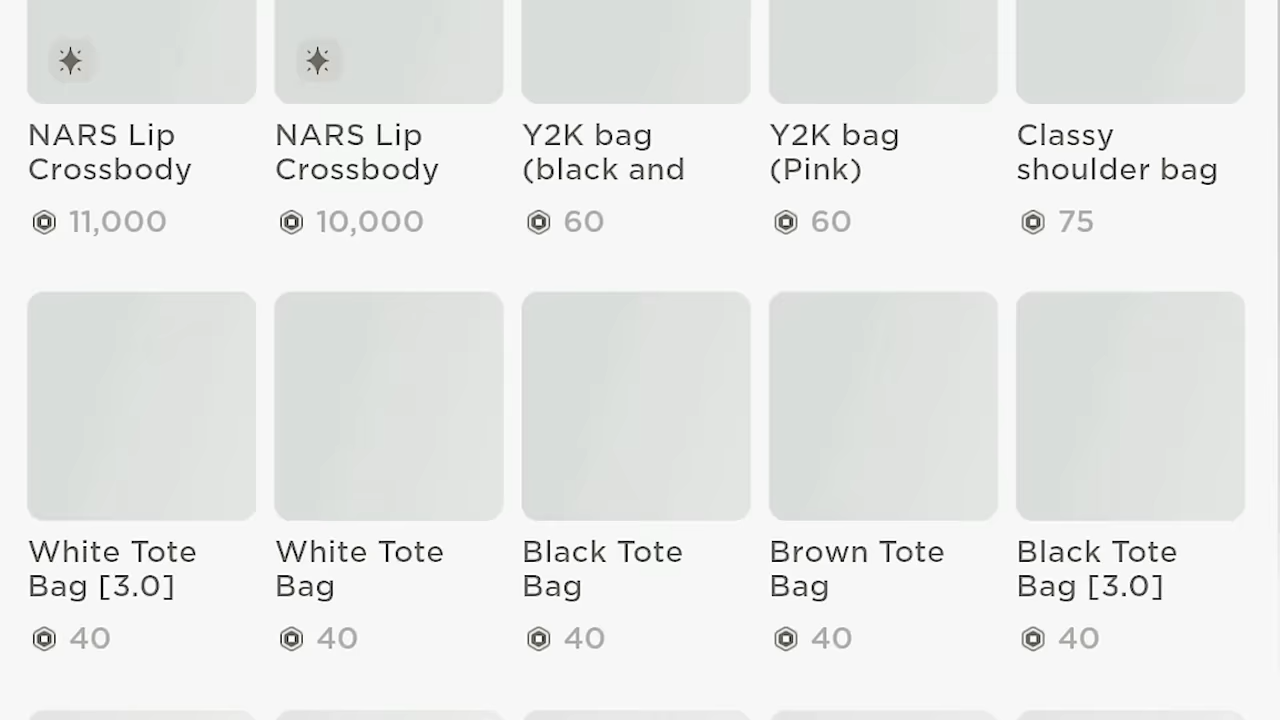 NARS Lip
Crossbody
11,000
NARS Lip
Crossbody
10,000
Y2K bag
(black and
60
Y2K bag
(Pink)
60
Classy
shoulder bag
75
White Tote
Bag [3.0]
40
White Tote
Bag
40
Black Tote
Bag
40
Brown Tote
Bag
40
Black Tote
Bag [3.0]
40